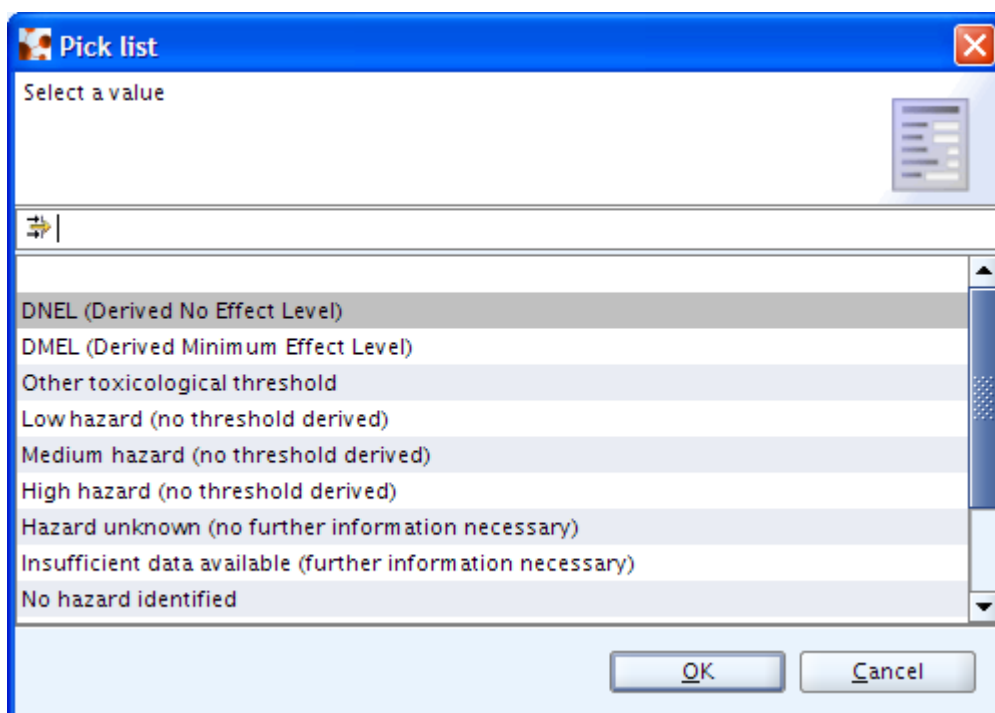 Pick list
Select a value
DNEL (Derived No Effect Level)
DMEL (Derived Minimum Effect Level)
Other toxicological threshold
Low hazard (no threshold derived)
Medium hazard (no threshold derived)
High hazard (no threshold derived)
Hazard unknown (no further information necessary)
Insufficient data available (further information necessary)
No hazard identified
OK Cancel